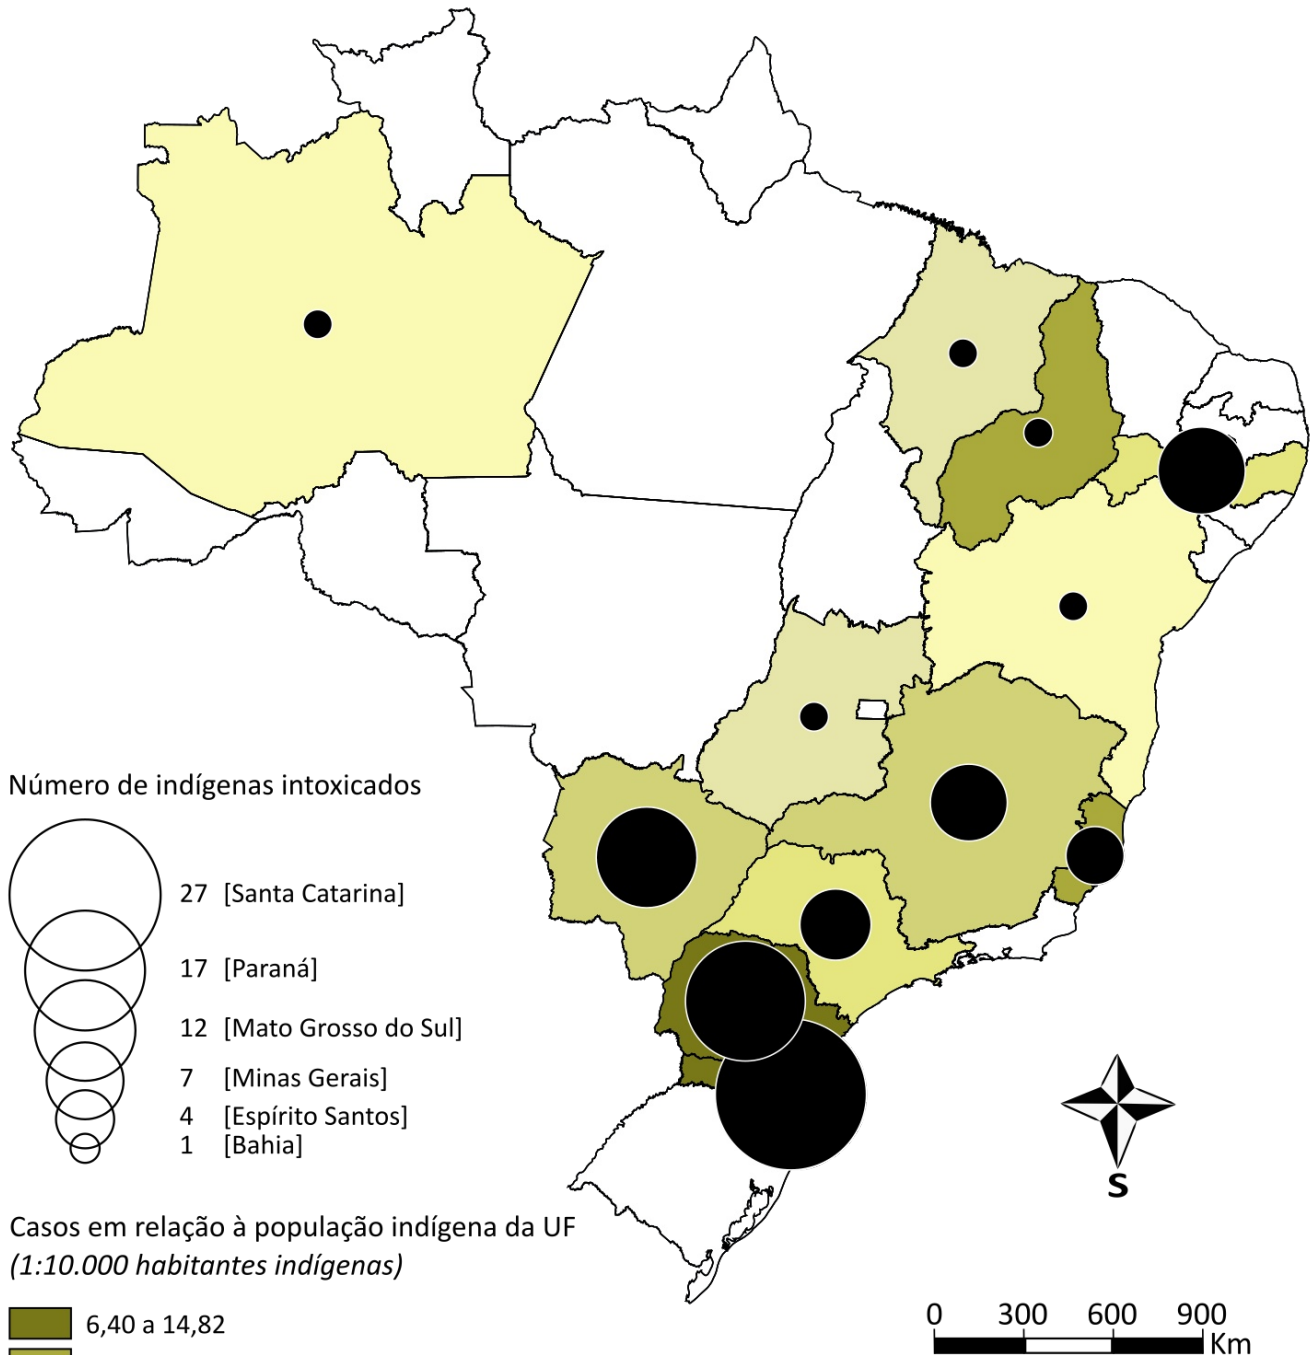 Número de indígenas intoxicados
27 [Santa Catarina]
17 [Paraná]
12 [Mato Grosso do Sul]
7 [Minas Gerais]
4 [Espírito Santos]
1 [Bahia]
S
Casos em relação à população indígena da UF
(1:10.000 habitantes indígenas)
6,40 a 14,82
0 300 600 900
Km